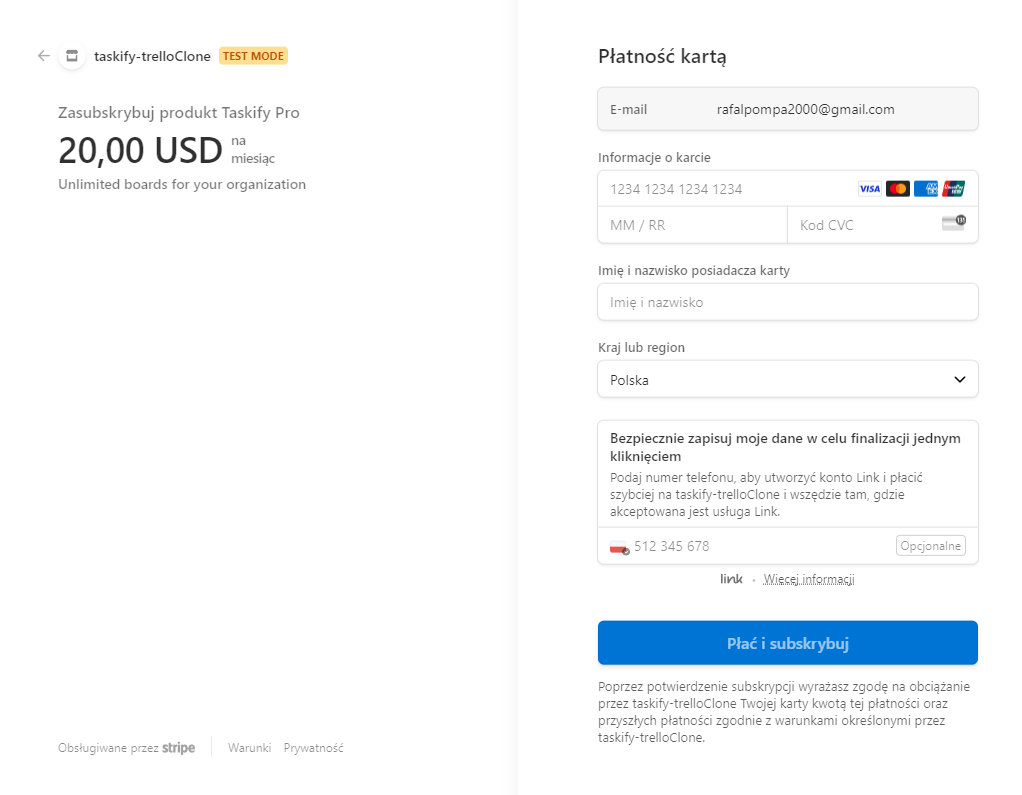 taskify-trelloClone TEST MODE
Zasubskrybuj produkt Taskify Pro
20,00 USD na
miesiąc
Unlimited boards for your organization
Obsługiwane przez stripe
Warunki
Prywatność
Płatność kartą
E-mail rafalpompa2000@gmail.com
Informacje o karcie
1234 1234 1234 1234 VISA
MM / RR
Kod CVC
Imię i nazwisko posiadacza karty
Imię i nazwisko
Kraj lub region
Polska
Bezpiecznie zapisuj moje dane w celu finalizacji jednym
kliknięciem
Podaj numer telefonu, aby utworzyć konto Link i płacić
szybciej na taskify-trelloClone i wszędzie tam, gdzie
akceptowana jest usługa Link.
512 345 678 Opcjonalne
link · Więcej informacji
Płać i subskrybuj
Poprzez potwierdzenie subskrypcji wyrażasz zgodę na obciążanie
przez taskify-trelloClone Twojej karty kwotą tej płatności oraz
przyszłych płatności zgodnie z warunkami określonymi przez
taskify-trelloClone.